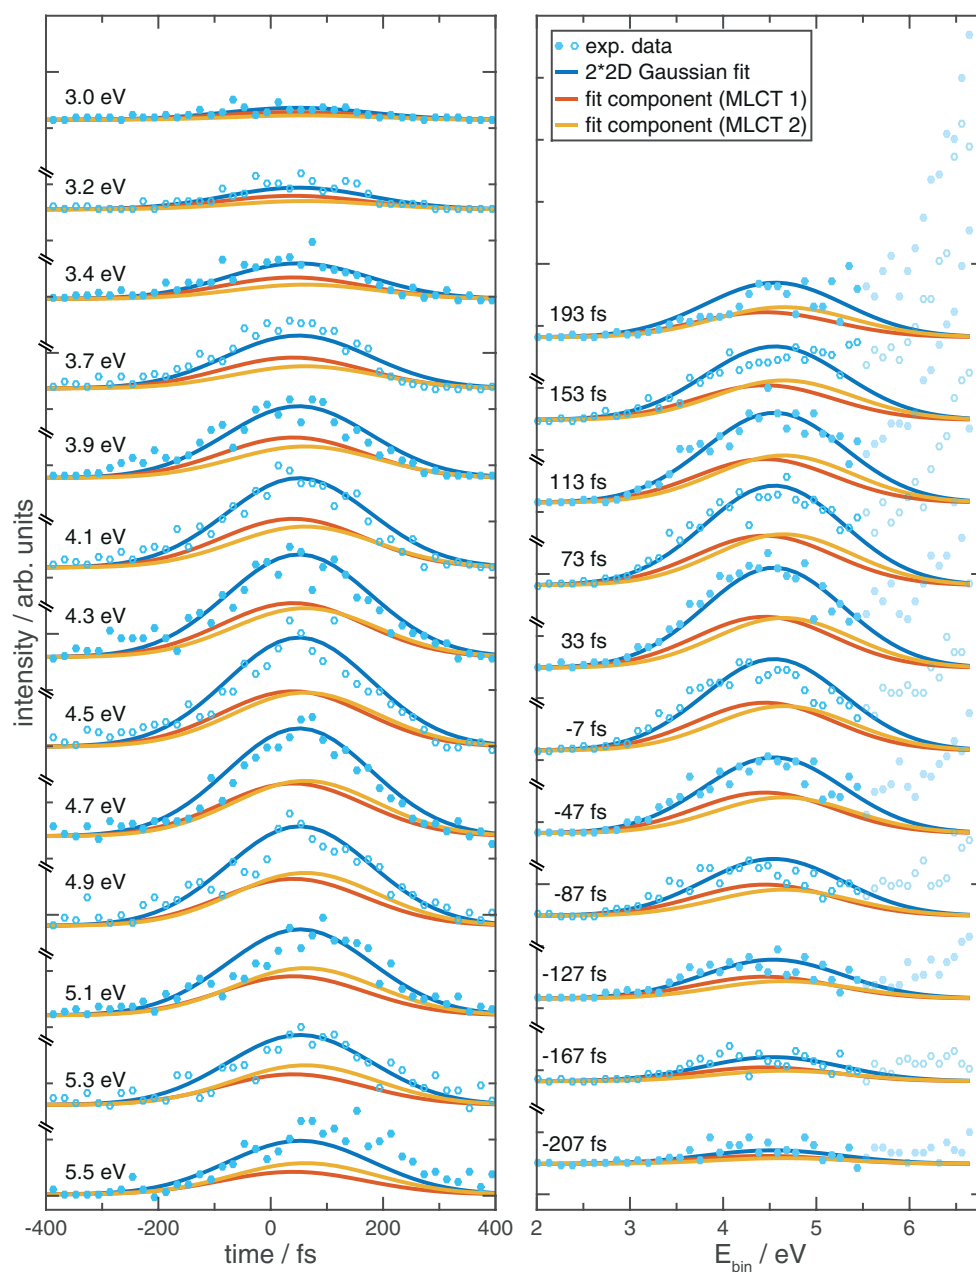 intensity / arb. units
3.0 eV
3.2 eV
3.4 eV
3.7 eV
3.9 eV
4.1 eV
4.3 eV
4.5 eV
4.7 eV
4.9 eV
5.1 eV
5.3 eV
5.5 eV
-400 -200 0 200 400
time / fs
exp. data
2*2D Gaussian fit
fit component (MLCT 1)
fit component (MLCT 2)
193 fs
153 fs
113 fs
73 fs
33 fs
-7 fs
-47 fs
-87 fs
-127 fs
-167 fs
-207 fs
2 3 4 5 6
E_bin / eV